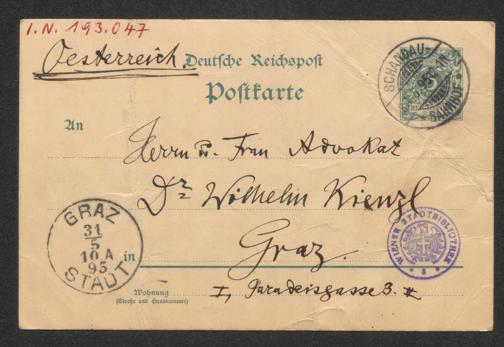 I.N. 193.047
Oesterreich.
Deutsche Reichspost
Postkarte
SCHANDAU-
BAHNHOF
An
Herrn u. Frau Advokat
Dr Wilhelm Kienzl
GRAZ
31/5
10 A
95
STADT
in
Graz.
WIENER STADTBIBLIOTHEK
I, Paradeisgasse 3. II
Wohnung
(Straße und Hausnummer)